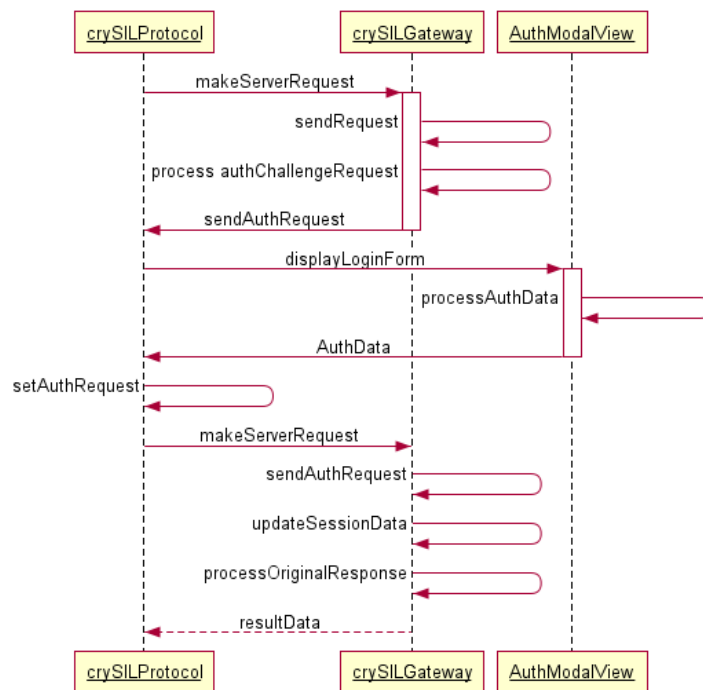 crySILProtocol
crySILGateway
AuthModalView
makeServerRequest
sendRequest
process authChallengeRequest
sendAuthRequest
displayLoginForm
processAuthData
AuthData
setAuthRequest
makeServerRequest
sendAuthRequest
updateSessionData
processOriginalResponse
resultData
crySILProtocol
crySILGateway
AuthModalView